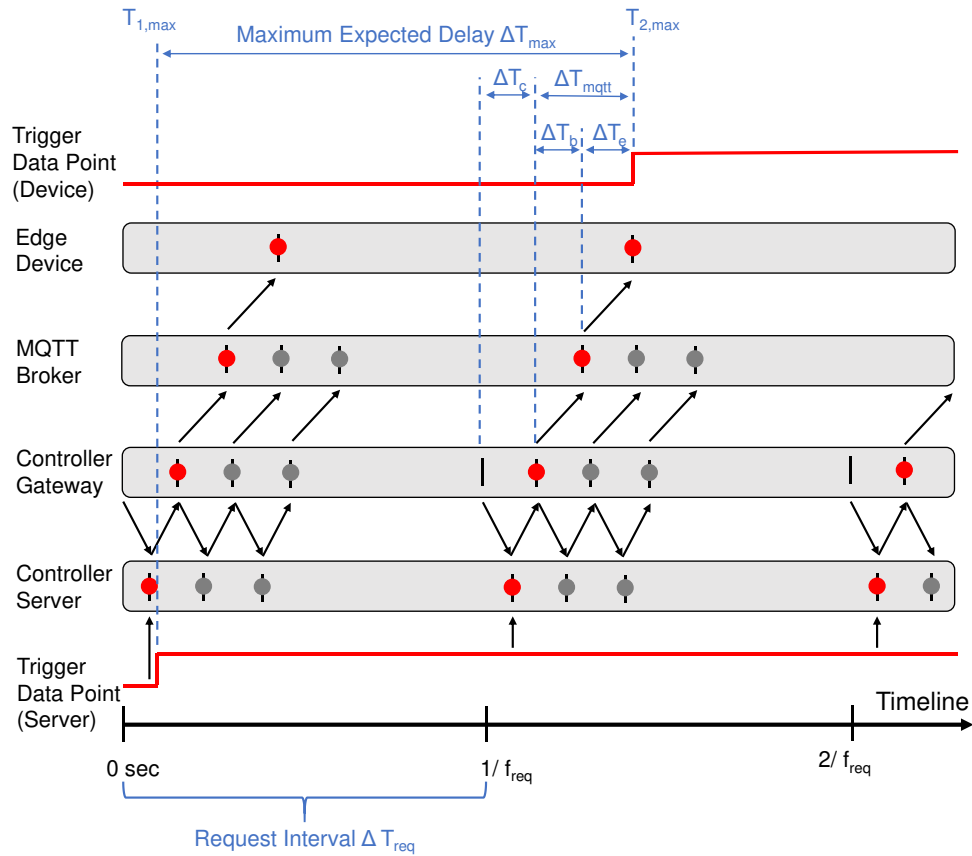 T1,max
T2,max
Maximum Expected Delay ΔTmax
ΔTc
ΔTmqtt
ΔTb
ΔTe
Trigger
Data Point
(Device)
Edge
Device
MQTT
Broker
Controller
Gateway
Controller
Server
Trigger
Data Point
(Server)
Timeline
0 sec
1/ freq
2/ freq
Request Interval Δ Treq